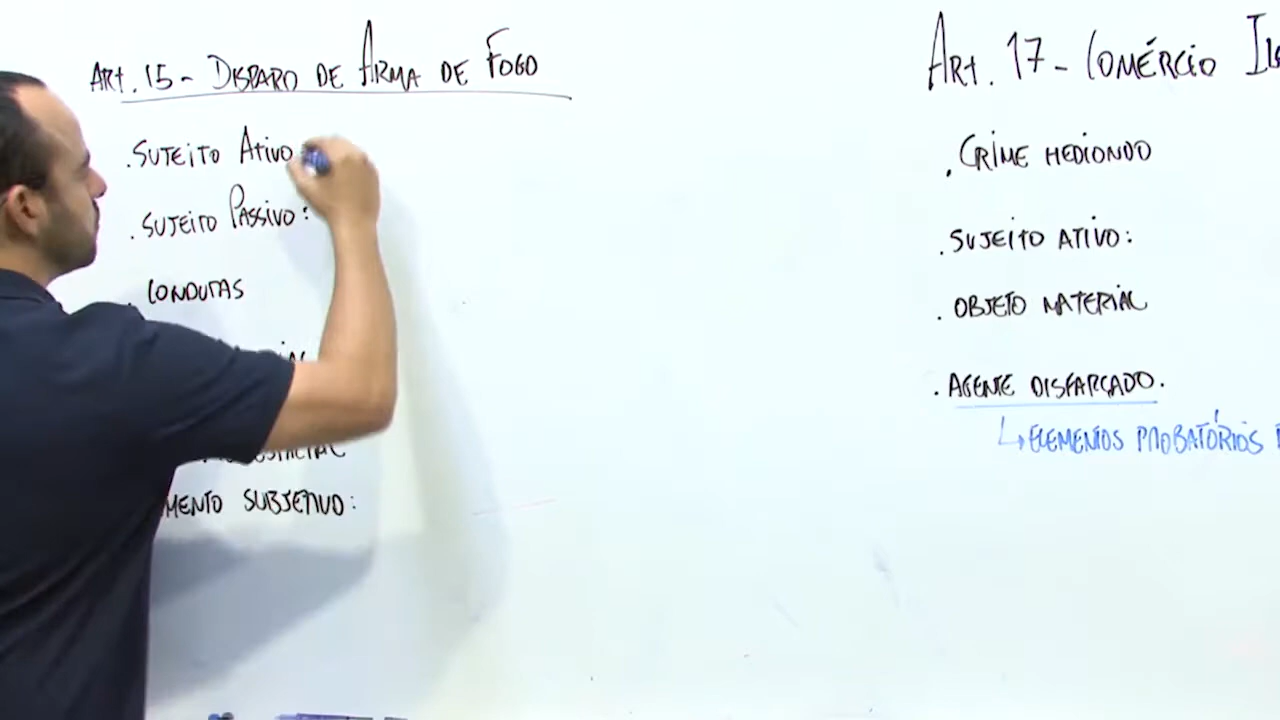 Art. 15 - Disparo de Arma de Fogo
. Sujeito Ativo
. Sujeito Passivo:
. Condutas
mento Subjetivo:
Art. 17 - Comércio
. Crime Hediondo
. Sujeito Ativo:
. Objeto Material
. Agente Disfarçado.
↳ Elementos Probatórios